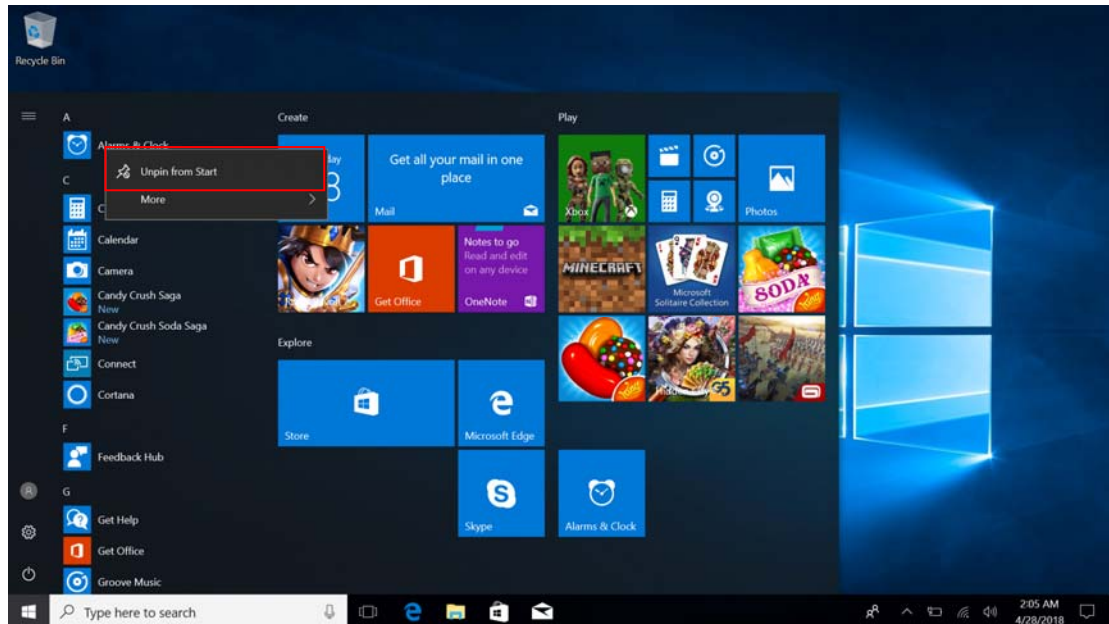 Recycle Bin
A
Alarms & Clock
Unpin from Start
More
C
C
Calendar
Camera
Candy Crush Saga
New
Candy Crush Soda Saga
New
Connect
Cortana
F
Feedback Hub
G
Get Help
Get Office
Groove Music
Create
Get all your mail in one
place
Mail
Get Office
Notes to go
Read and edit
on any device
OneNote
Explore
Store
Microsoft Edge
Skype
Play
Xbox
Photos
MINECRAFT
Microsoft
Solitaire Collection
SODA
King
King
G5
Alarms & Clock
Type here to search
2:05 AM
4/28/2018